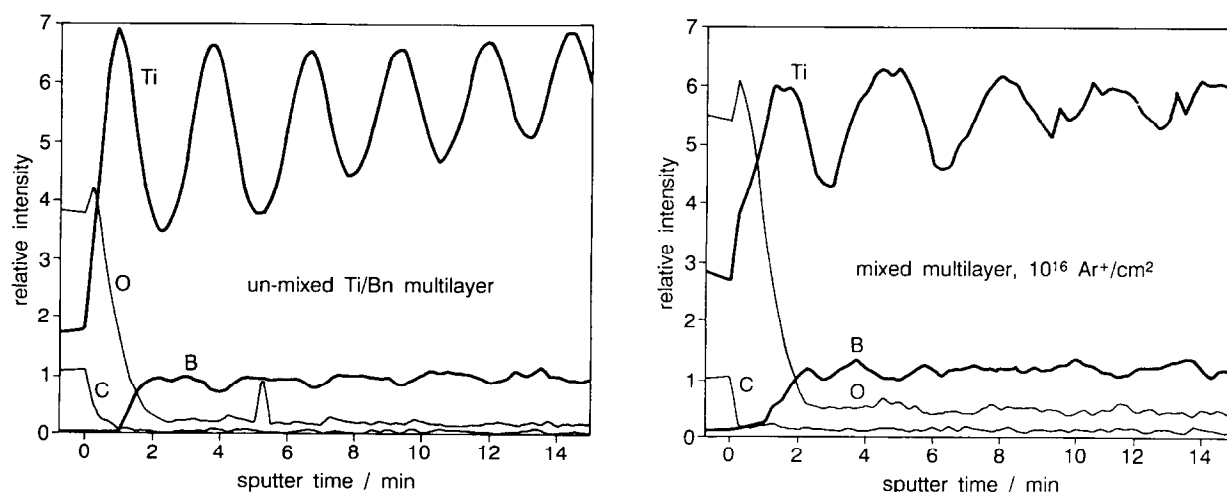 7
6
5
4
3
2
1
0
relative intensity
Ti
O
B
C
un-mixed Ti/Bn multilayer
0 2 4 6 8 10 12 14
sputter time / min
7
6
5
4
3
2
1
0
relative intensity
Ti
mixed multilayer, 10¹⁶ Ar⁺/cm²
B
O
C
0 2 4 6 8 10 12 14
sputter time / min